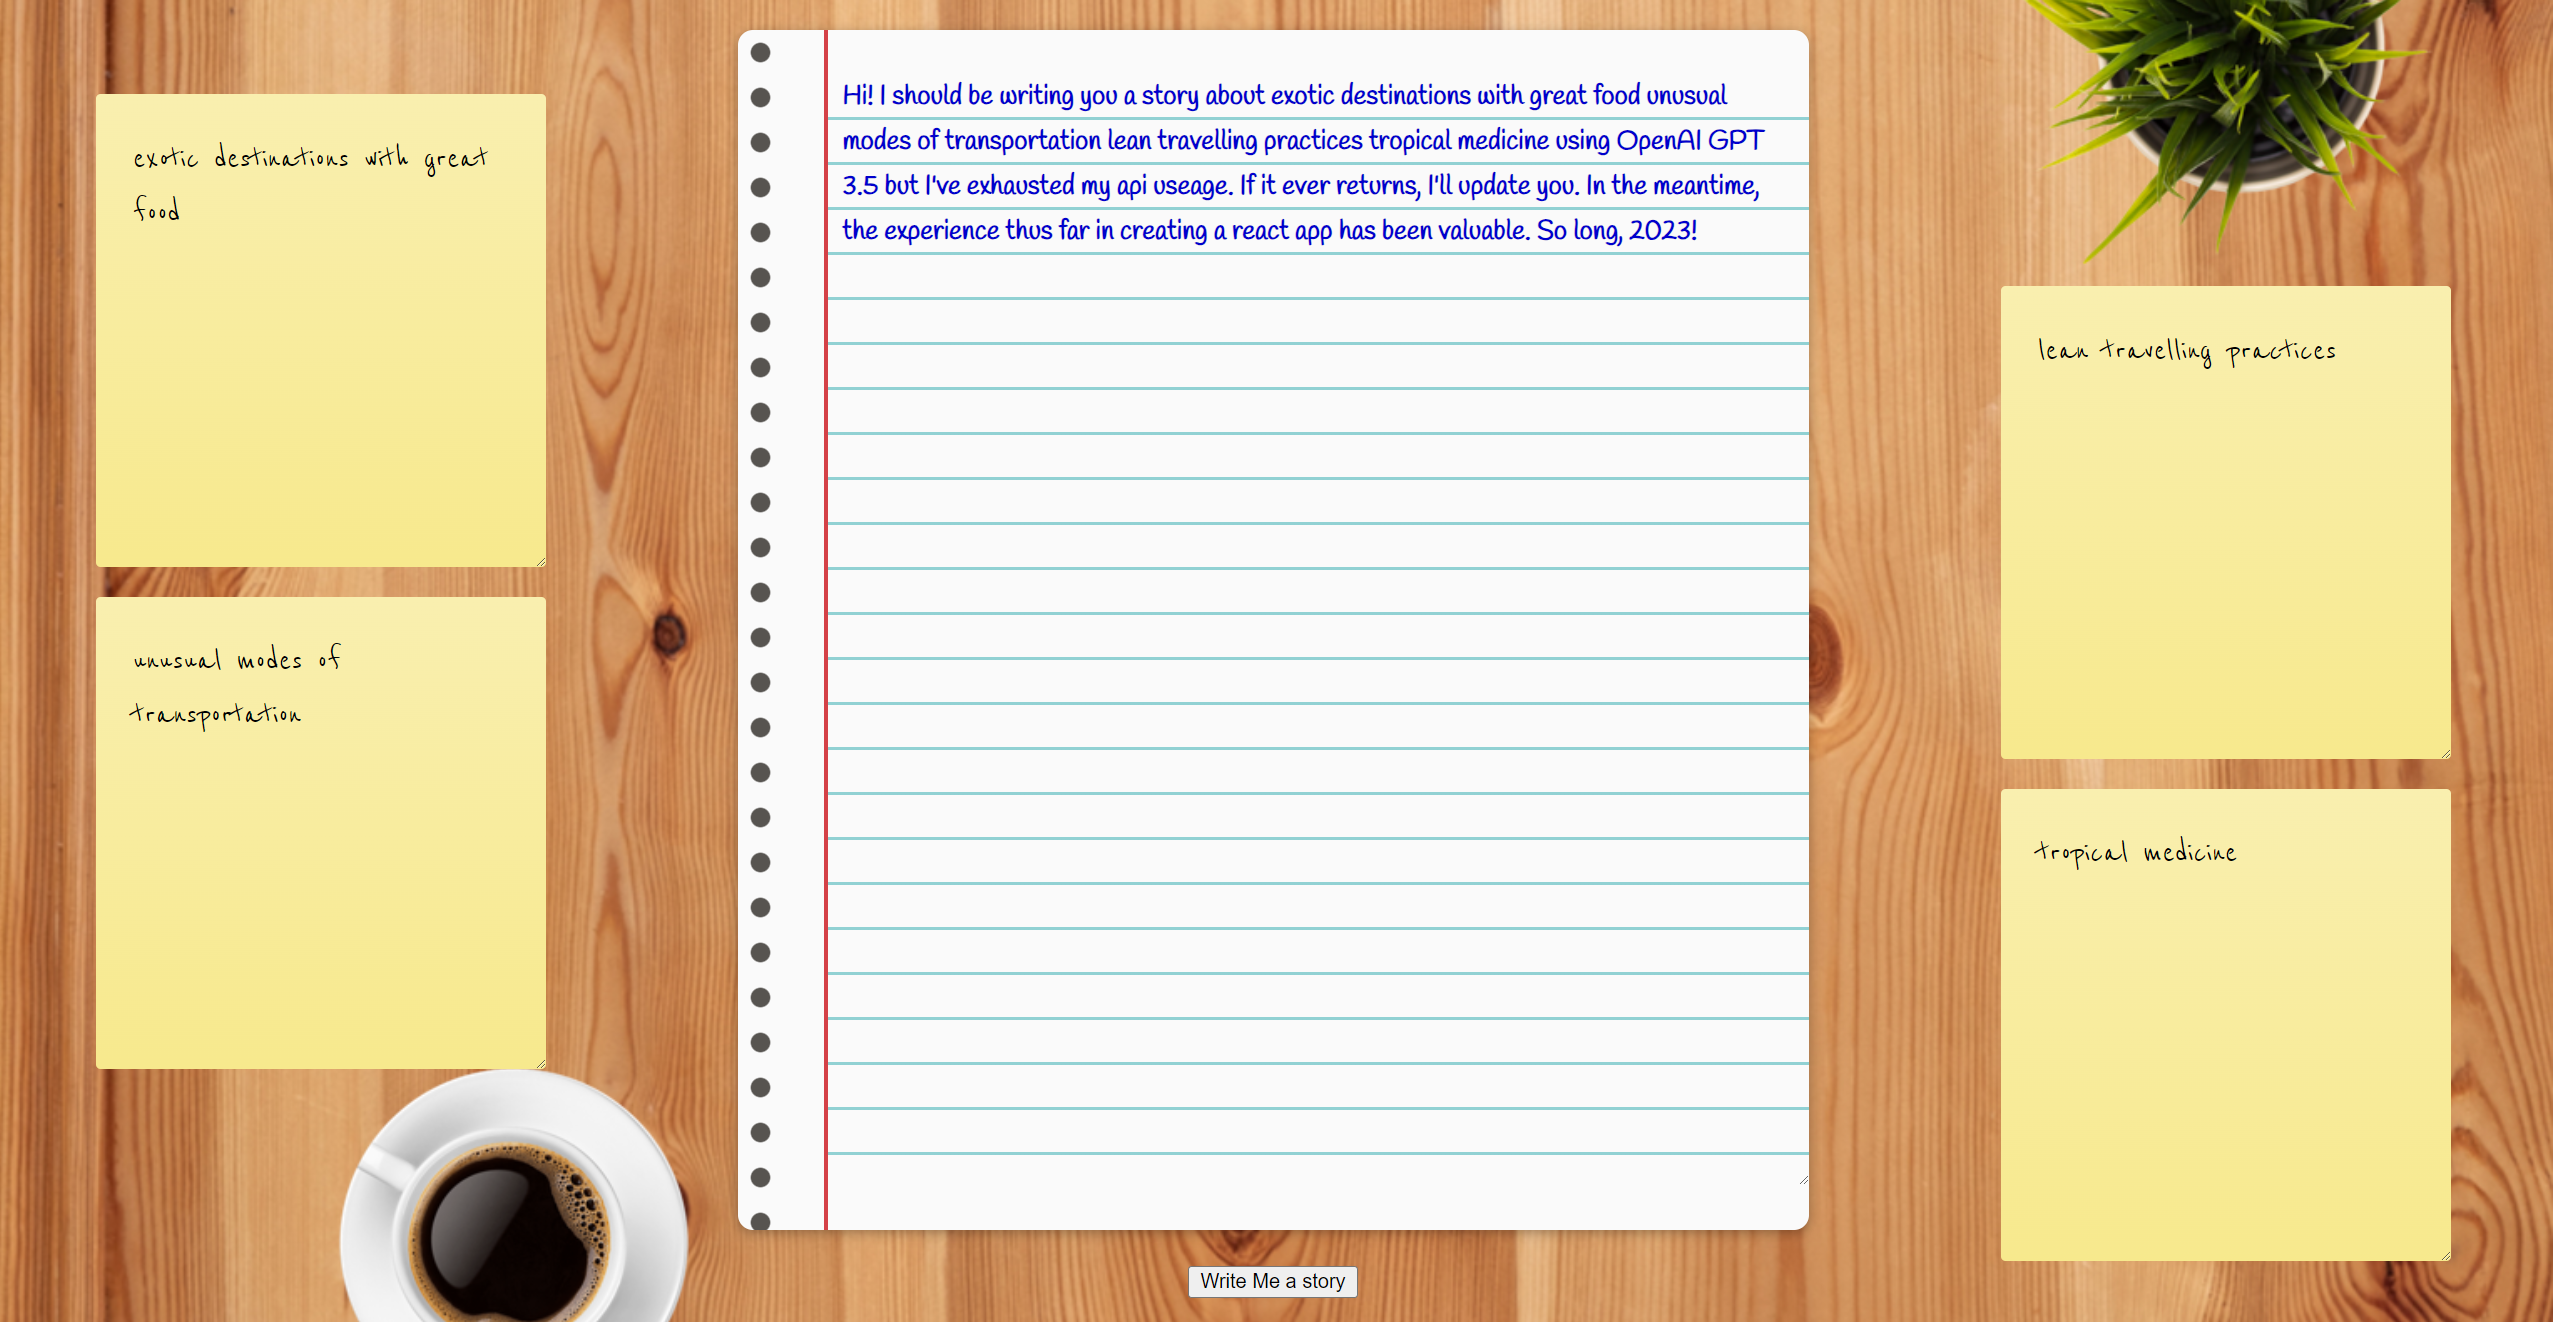 exotic destinations with great
food
unusual modes of
transportation
Hi! I should be writing you a story about exotic destinations with great food unusual
modes of transportation lean travelling practices tropical medicine using OpenAI GPT
3.5 but I've exhausted my api useage. If it ever returns, I'll update you. In the meantime,
the experience thus far in creating a react app has been valuable. So long, 2023!
lean travelling practices
tropical medicine
Write Me a story